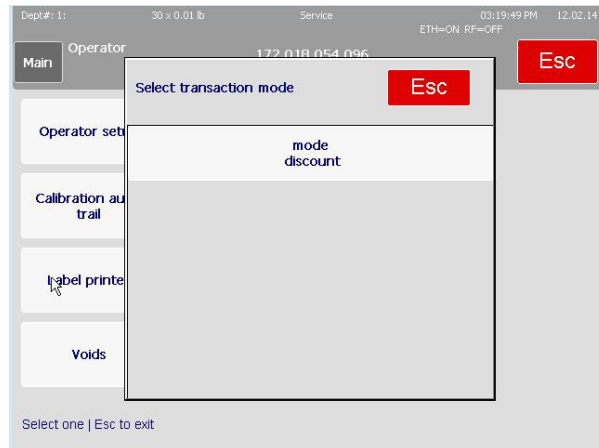 Dept#: 1: 30 x 0.01 lb Service 03:19:49 PM 12.02.14
ETH=ON RF=OFF
Main Operator 172.018.054.096 Esc
Select transaction mode Esc
mode
discount
Operator setu
Calibration au
trail
Label printe
Voids
Select one | Esc to exit